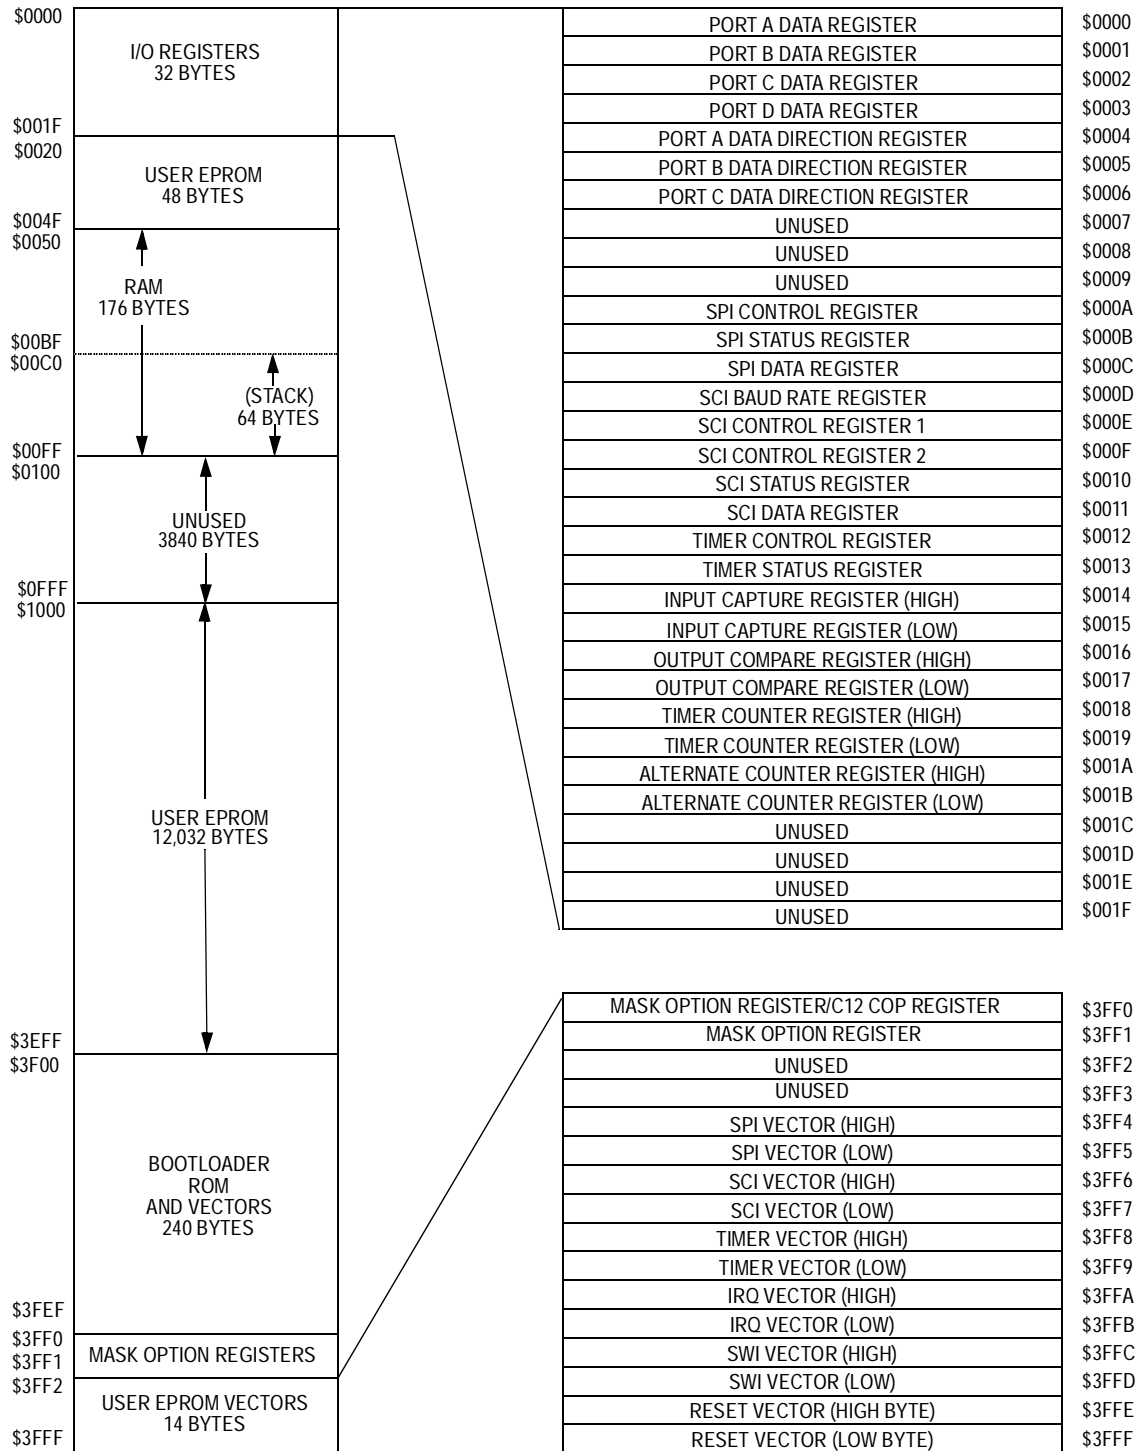 $0000
I/O REGISTERS
32 BYTES
$001F
$0020
USER EPROM
48 BYTES
$004F
$0050
RAM
176 BYTES
$00BF
$00C0
(STACK)
64 BYTES
$00FF
$0100
UNUSED
3840 BYTES
$0FFF
$1000
USER EPROM
12,032 BYTES
$3EFF
$3F00
BOOTLOADER
ROM
AND VECTORS
240 BYTES
$3FEF
$3FF0
$3FF1
MASK OPTION REGISTERS
$3FF2
USER EPROM VECTORS
14 BYTES
$3FFF
PORT A DATA REGISTER $0000
PORT B DATA REGISTER $0001
PORT C DATA REGISTER $0002
PORT D DATA REGISTER $0003
PORT A DATA DIRECTION REGISTER $0004
PORT B DATA DIRECTION REGISTER $0005
PORT C DATA DIRECTION REGISTER $0006
UNUSED $0007
UNUSED $0008
UNUSED $0009
SPI CONTROL REGISTER $000A
SPI STATUS REGISTER $000B
SPI DATA REGISTER $000C
SCI BAUD RATE REGISTER $000D
SCI CONTROL REGISTER 1 $000E
SCI CONTROL REGISTER 2 $000F
SCI STATUS REGISTER $0010
SCI DATA REGISTER $0011
TIMER CONTROL REGISTER $0012
TIMER STATUS REGISTER $0013
INPUT CAPTURE REGISTER (HIGH) $0014
INPUT CAPTURE REGISTER (LOW) $0015
OUTPUT COMPARE REGISTER (HIGH) $0016
OUTPUT COMPARE REGISTER (LOW) $0017
TIMER COUNTER REGISTER (HIGH) $0018
TIMER COUNTER REGISTER (LOW) $0019
ALTERNATE COUNTER REGISTER (HIGH) $001A
ALTERNATE COUNTER REGISTER (LOW) $001B
UNUSED $001C
UNUSED $001D
UNUSED $001E
UNUSED $001F
MASK OPTION REGISTER/C12 COP REGISTER $3FF0
MASK OPTION REGISTER $3FF1
UNUSED $3FF2
UNUSED $3FF3
SPI VECTOR (HIGH) $3FF4
SPI VECTOR (LOW) $3FF5
SCI VECTOR (HIGH) $3FF6
SCI VECTOR (LOW) $3FF7
TIMER VECTOR (HIGH) $3FF8
TIMER VECTOR (LOW) $3FF9
IRQ VECTOR (HIGH) $3FFA
IRQ VECTOR (LOW) $3FFB
SWI VECTOR (HIGH) $3FFC
SWI VECTOR (LOW) $3FFD
RESET VECTOR (HIGH BYTE) $3FFE
RESET VECTOR (LOW BYTE) $3FFF